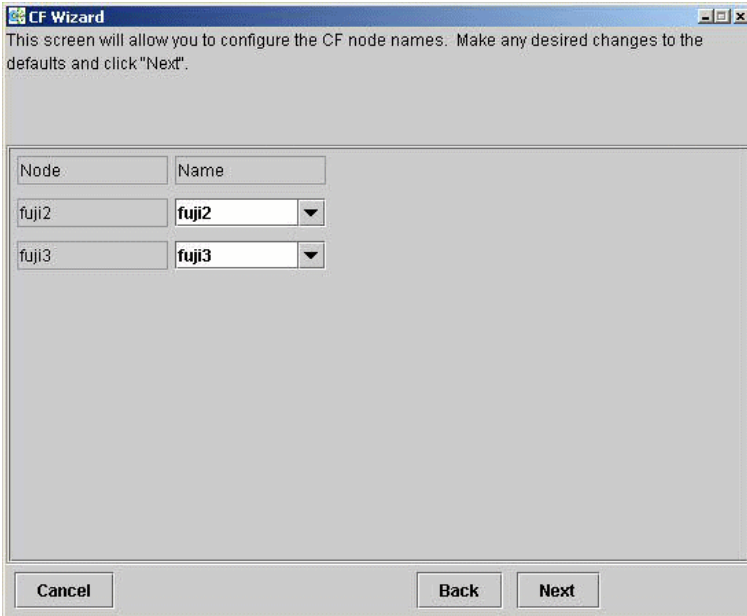 CF Wizard
This screen will allow you to configure the CF node names. Make any desired changes to the
defaults and click "Next".
Node Name
fuji2 fuji2
fuji3 fuji3
Cancel Back Next